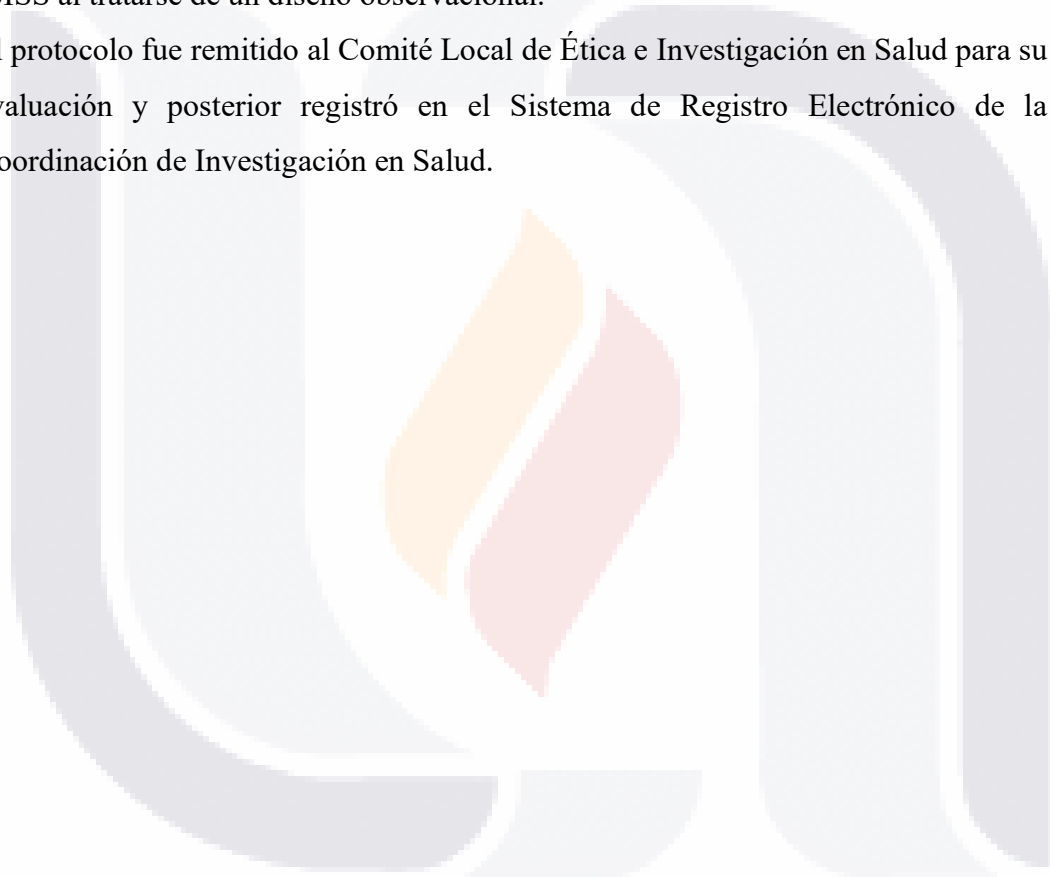 al tratarse de un diseño observacional.
protocolo fue remitido al Comité Local de Ética e Investigación en Salud para su
valuación y posterior registró en el Sistema de Registro Electrónico de la
oordinación de Investigación en Salud.